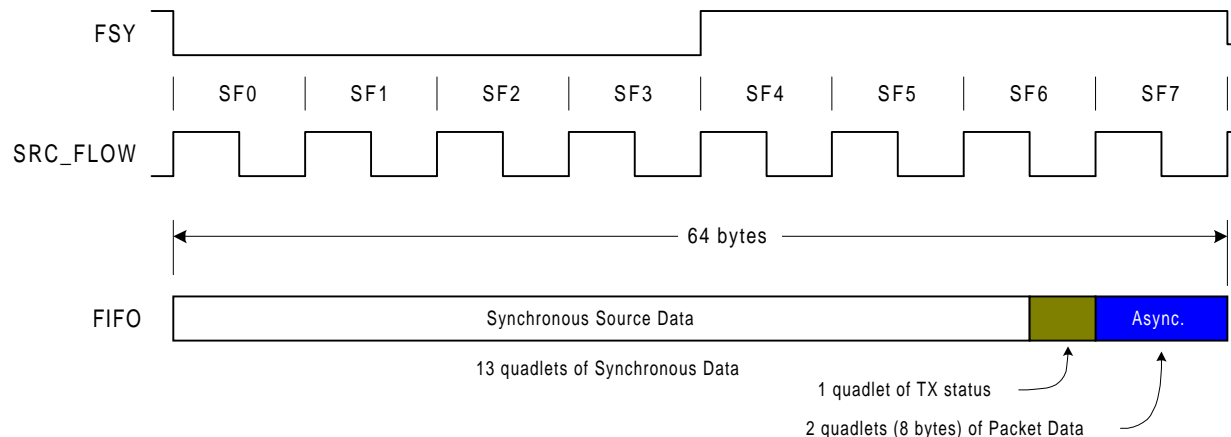 FSY
SF0 SF1 SF2 SF3 SF4 SF5 SF6 SF7
SRC_FLOW
64 bytes
FIFO
Synchronous Source Data
Async.
13 quadlets of Synchronous Data
1 quadlet of TX status
2 quadlets (8 bytes) of Packet Data